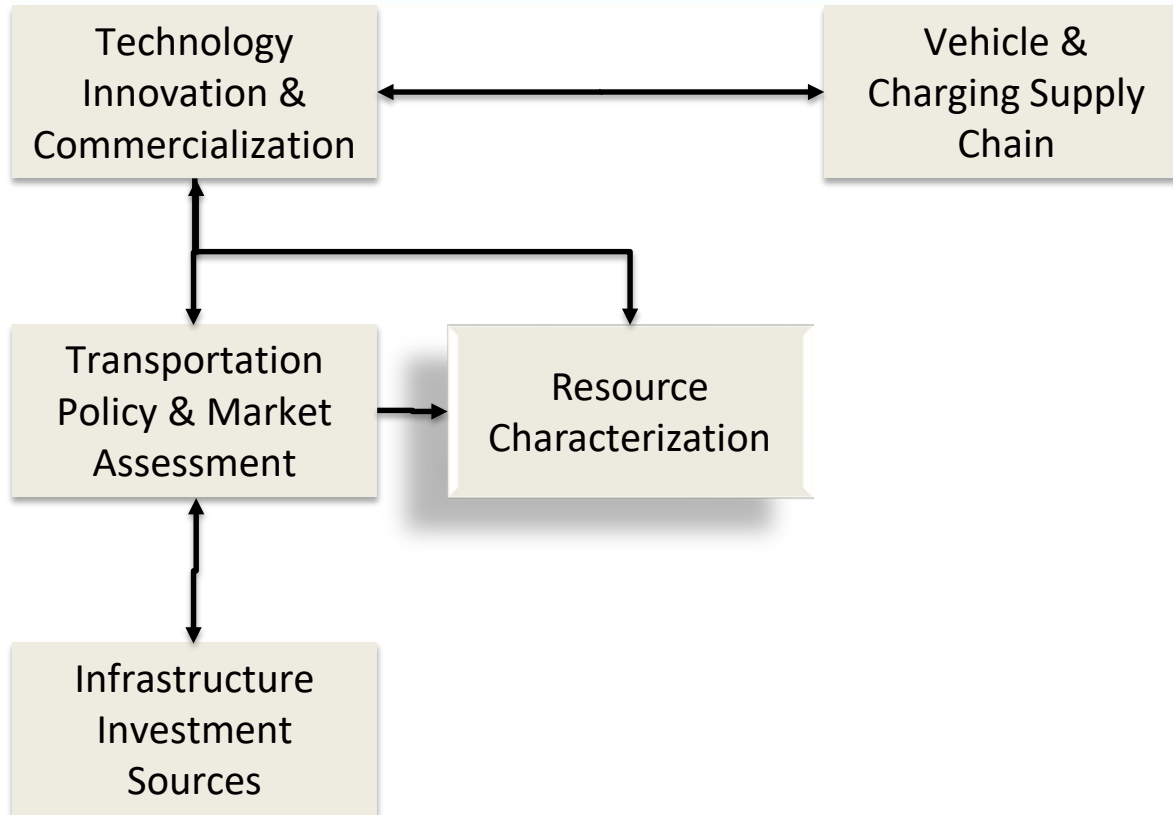 Technology
Innovation &
Commercialization
Vehicle &
Charging Supply
Chain
Transportation
Policy & Market
Assessment
Resource
Characterization
Infrastructure
Investment
Sources